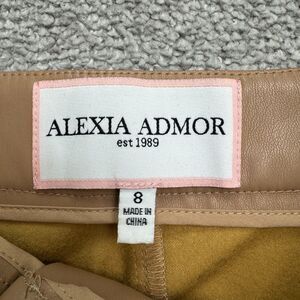 ALEXIA ADMOR
est 1989
8
MADE IN
CHINA